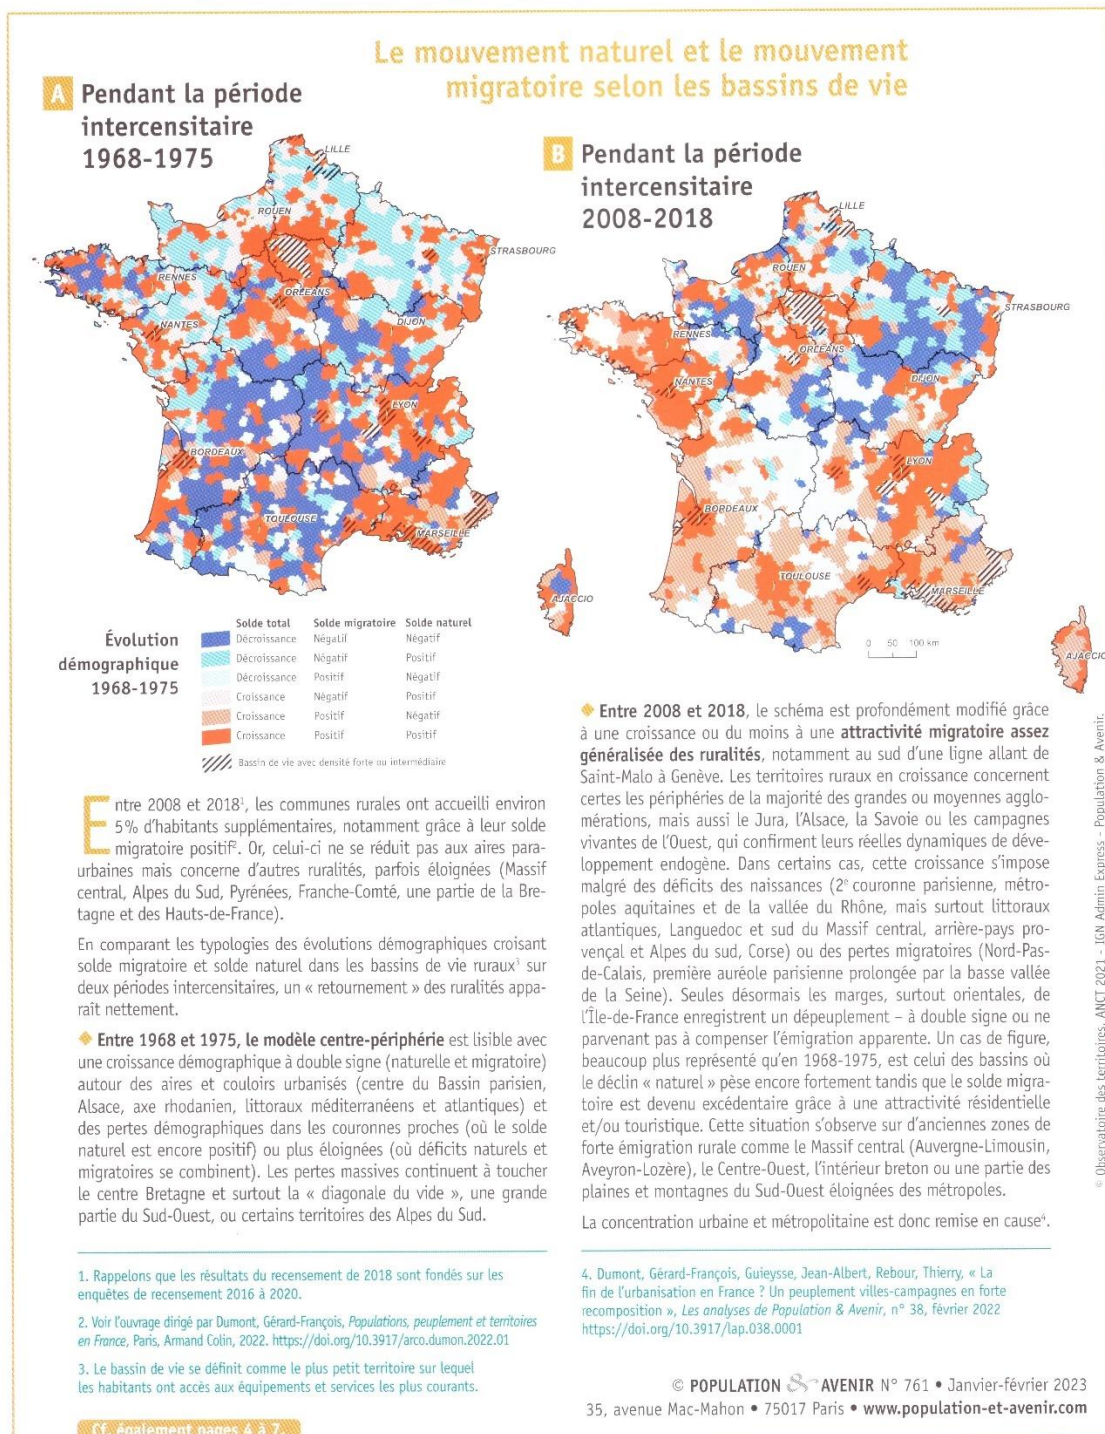 Le mouvement naturel et le mouvement
migratoire selon les bassins de vie
A Pendant la période
intercensitaire
1968-1975
LILLE
ROUEN
STRASBOURG
RENNES
ORLEANS
NANTES
DIJON
LYON
BORDEAUX
TOULOUSE
MARSEILLE
AJACCIO
B Pendant la période
intercensitaire
2008-2018
LILLE
ROUEN
STRASBOURG
RENNES
ORLEANS
NANTES
DIJON
LYON
BORDEAUX
TOULOUSE
MARSEILLE
AJACCIO
0 50 100 km
Évolution
démographique
1968-1975
Solde total Solde migratoire Solde naturel
Décroissance Négatif Négatif
Décroissance Négatif Positif
Décroissance Positif Négatif
Croissance Négatif Positif
Croissance Positif Négatif
Croissance Positif Positif
Bassin de vie avec densité forte ou intermédiaire
Entre 2008 et 2018¹, les communes rurales ont accueilli environ
5% d’habitants supplémentaires, notamment grâce à leur solde
migratoire positif². Or, celui-ci ne se réduit pas aux aires para-
urbaines mais concerne d’autres ruralités, parfois éloignées (Massif
central, Alpes du Sud, Pyrénées, Franche-Comté, une partie de la Bre-
tagne et des Hauts-de-France).
En comparant les typologies des évolutions démographiques croisant
solde migratoire et solde naturel dans les bassins de vie ruraux³ sur
deux périodes intercensitaires, un « retournement » des ruralités appa-
raît nettement.
◆ Entre 1968 et 1975, le modèle centre-périphérie est lisible avec
une croissance démographique à double signe (naturelle et migratoire)
autour des aires et couloirs urbanisés (centre du Bassin parisien,
Alsace, axe rhodanien, littoraux méditerranéens et atlantiques) et
des pertes démographiques dans les couronnes proches (où le solde
naturel est encore positif) ou plus éloignées (où déficits naturels et
migratoires se combinent). Les pertes massives continuent à toucher
le centre Bretagne et surtout la « diagonale du vide », une grande
partie du Sud-Ouest, ou certains territoires des Alpes du Sud.
◆ Entre 2008 et 2018, le schéma est profondément modifié grâce
à une croissance ou du moins à une attractivité migratoire assez
généralisée des ruralités, notamment au sud d’une ligne allant de
Saint-Malo à Genève. Les territoires ruraux en croissance concernent
certes les périphéries de la majorité des grandes ou moyennes agglo-
mérations, mais aussi le Jura, l’Alsace, la Savoie ou les campagnes
vivantes de l’Ouest, qui confirment leurs réelles dynamiques de déve-
loppement endogène. Dans certains cas, cette croissance s’impose
malgré des déficits des naissances (2e couronne parisienne, métro-
poles aquitaines et de la vallée du Rhône, mais surtout littoraux
atlantiques, Languedoc et sud du Massif central, arrière-pays pro-
vençal et Alpes du sud, Corse) ou des pertes migratoires (Nord-Pas-
de-Calais, première auréole parisienne prolongée par la basse vallée
de la Seine). Seules désormais les marges, surtout orientales, de
l’Île-de-France enregistrent un dépeuplement – à double signe ou ne
parvenant pas à compenser l’émigration apparente. Un cas de figure,
beaucoup plus représenté qu’en 1968-1975, est celui des bassins où
le déclin « naturel » pèse encore fortement tandis que le solde migra-
toire est devenu excédentaire grâce à une attractivité résidentielle
et/ou touristique. Cette situation s’observe sur d’anciennes zones de
forte émigration rurale comme le Massif central (Auvergne-Limousin,
Aveyron-Lozère), le Centre-Ouest, l’intérieur breton ou une partie des
plaines et montagnes du Sud-Ouest éloignées des métropoles.
La concentration urbaine et métropolitaine est donc remise en cause⁴.
© Observatoire des territoires, ANCT 2021 - IGN Admin Express - Population & Avenir.
1. Rappelons que les résultats du recensement de 2018 sont fondés sur les
enquêtes de recensement 2016 à 2020.
2. Voir l’ouvrage dirigé par Dumont, Gérard-François, Populations, peuplement et territoires
en France, Paris, Armand Colin, 2022. https://doi.org/10.3917/arco.dumon.2022.01
3. Le bassin de vie se définit comme le plus petit territoire sur lequel
les habitants ont accès aux équipements et services les plus courants.
4. Dumont, Gérard-François, Guieysse, Jean-Albert, Rebour, Thierry, « La
fin de l’urbanisation en France ? Un peuplement villes-campagnes en forte
recomposition », Les analyses de Population & Avenir, n° 38, février 2022
https://doi.org/10.3917/lap.038.0001
© POPULATION & AVENIR N° 761 • Janvier-février 2023
35, avenue Mac-Mahon • 75017 Paris • www.population-et-avenir.com
Cf. également pages 4 à 7.